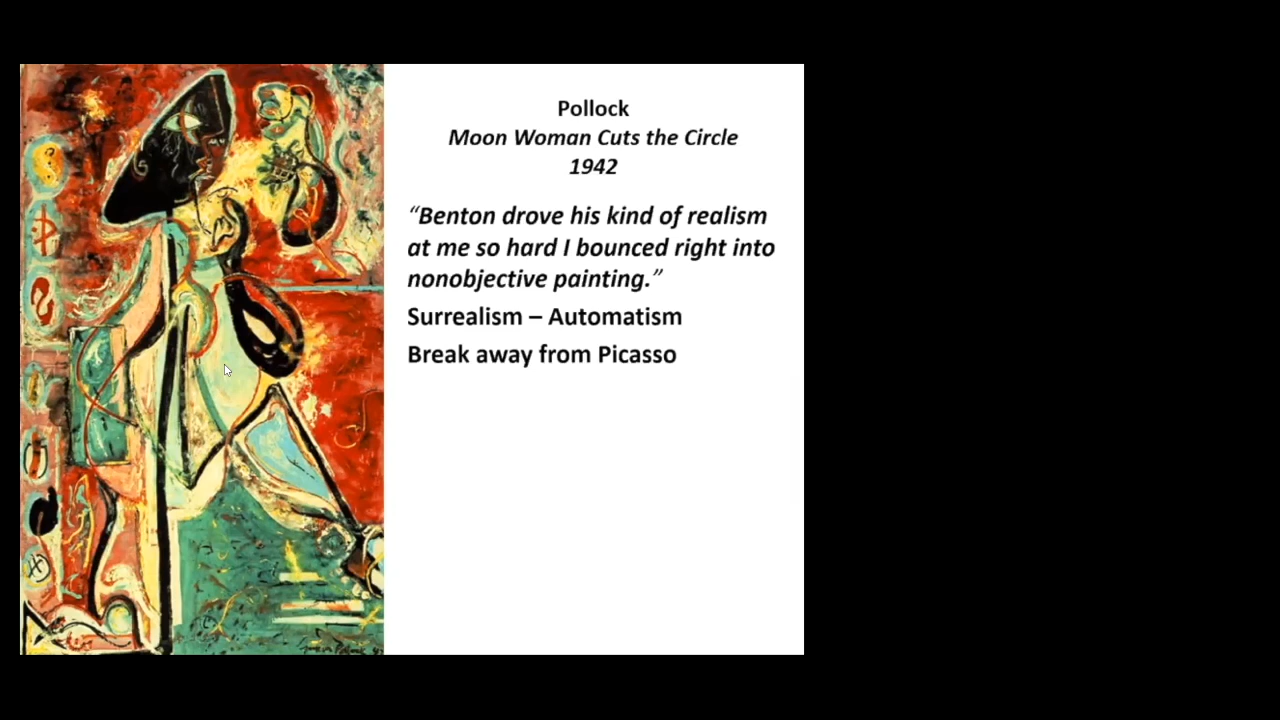 Pollock
Moon Woman Cuts the Circle
1942
“Benton drove his kind of realism
at me so hard I bounced right into
nonobjective painting.”
Surrealism – Automatism
Break away from Picasso